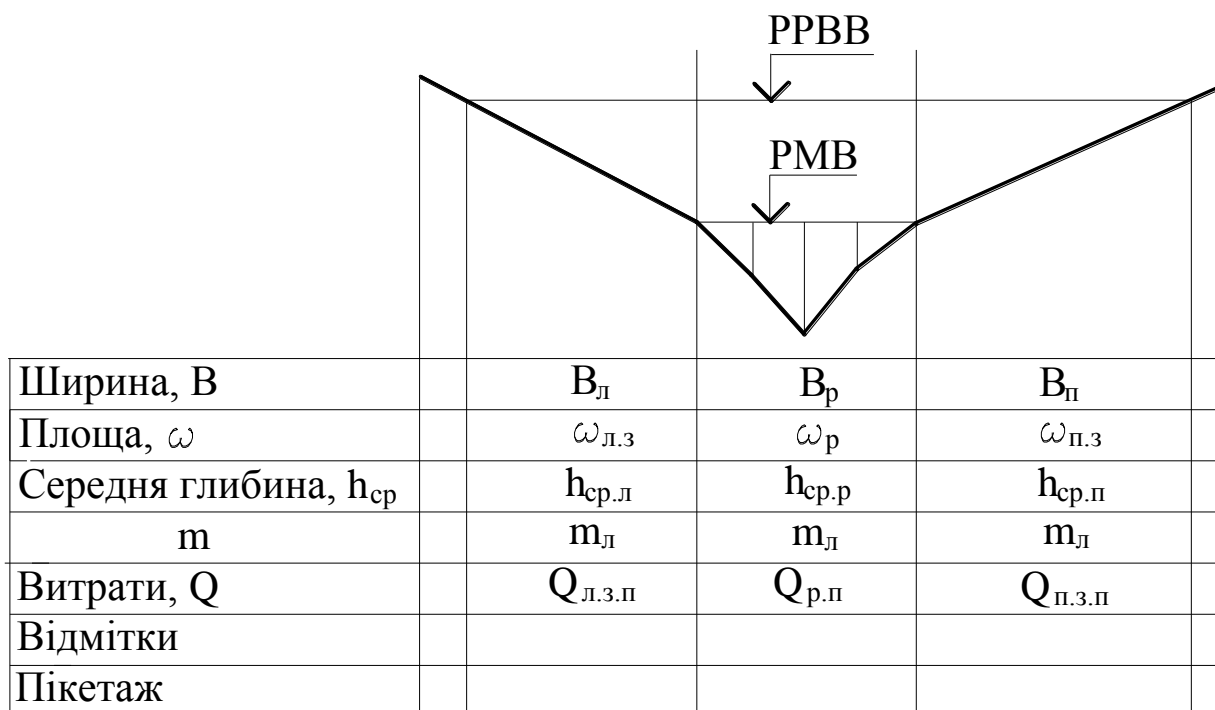 РРВВ
РМВ
Ширина, В Вл Вр Вп
Площа, ω ωл.з ωр ωп.з
Середня глибина, hср hср.л hср.р hср.п
m mл mл mл
Витрати, Q Qл.з.п Qр.п Qп.з.п
Відмітки
Пікетаж